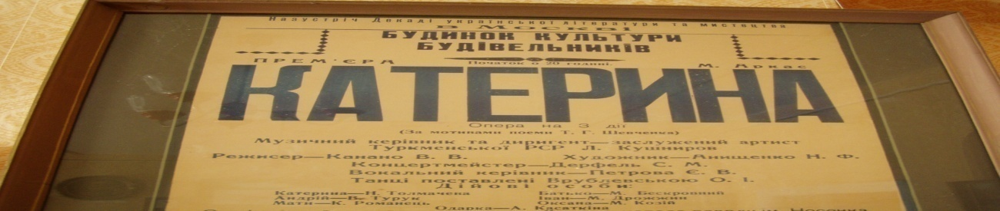 Назустріч Декаді української літератури та мистецтва
В Москві
БУДИНОК КУЛЬТУРИ
БУДІВЕЛЬНИКІВ
ПРЕМ'ЄРА
Початок о 20 годині.
М. Аркас
КАТЕРИНА
Опера на 3 дії
(За мотивами поеми Т. Г. Шевченка)
Музичний керівник та диригент—заслужений артист
Туркменської РСР Л. Кушниров
Режисер—Канано В. В. Художник—Анищенко Н. Ф.
Концертмейстер—Дерфель С. М.
Вокальний керівник—Петрова Є. В.
Танці поставлені Врублевською О. І.
Дійові особи:
Катерина—Н. Толмачева Батько—М. Бескровний
Андрій—В. Турук Іван—М. Дрожжин
Мати—К. Романець Оксана—М. Козій
Одарка—А. Касаткіна